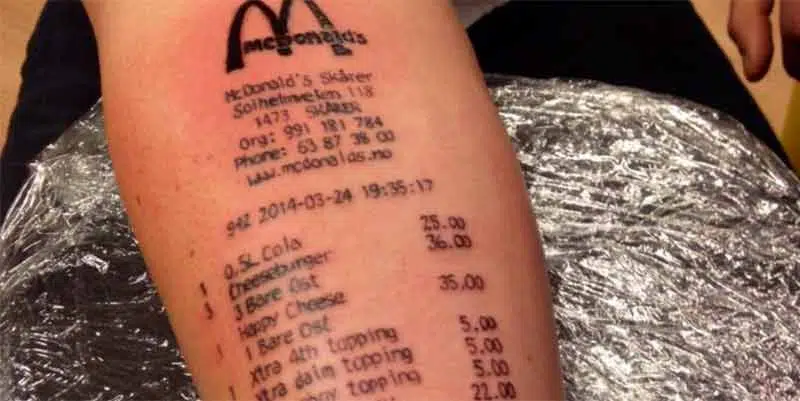 McDonald's
McDonald's Skårer
Solheimveien 118
1473 SKÅRER
Org: 991 181 784
Phone: 63 87 38 00
www.mcdonalds.no
942 2014-03-24 19:35:17
1 0.5L Cola 25.00
3 Cheeseburger 36.00
3 Bare Ost
Happy Cheese 35.00
1 Bare Ost
1 xtra 4th topping 5.00
xtra daim topping 5.00
topping 5.00
22.00